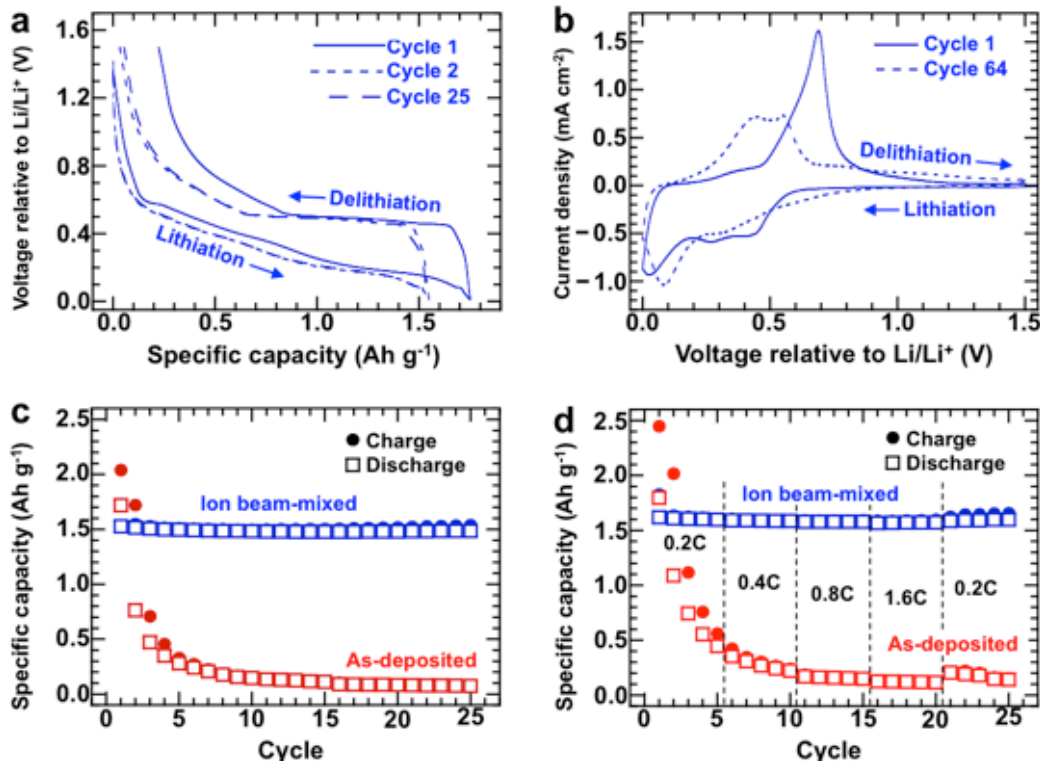 a
Voltage relative to Li/Li⁺ (V)
1.6
1.2
0.8
0.4
0.0
Cycle 1
Cycle 2
Cycle 25
Delithiation
Lithiation
0.0
0.5
1.0
1.5
Specific capacity (Ah g⁻¹)
b
Current density (mA cm⁻²)
1.5
1.0
0.5
0.0
−0.5
−1.0
Cycle 1
Cycle 64
Delithiation
Lithiation
0.0
0.5
1.0
1.5
Voltage relative to Li/Li⁺ (V)
c
Specific capacity (Ah g⁻¹)
2.5
2.0
1.5
1.0
0.5
0.0
Charge
Discharge
Ion beam-mixed
As-deposited
0
5
10
15
20
25
Cycle
d
Specific capacity (Ah g⁻¹)
2.5
2.0
1.5
1.0
0.5
0.0
Charge
Discharge
Ion beam-mixed
0.2C
0.4C
0.8C
1.6C
0.2C
As-deposited
0
5
10
15
20
25
Cycle